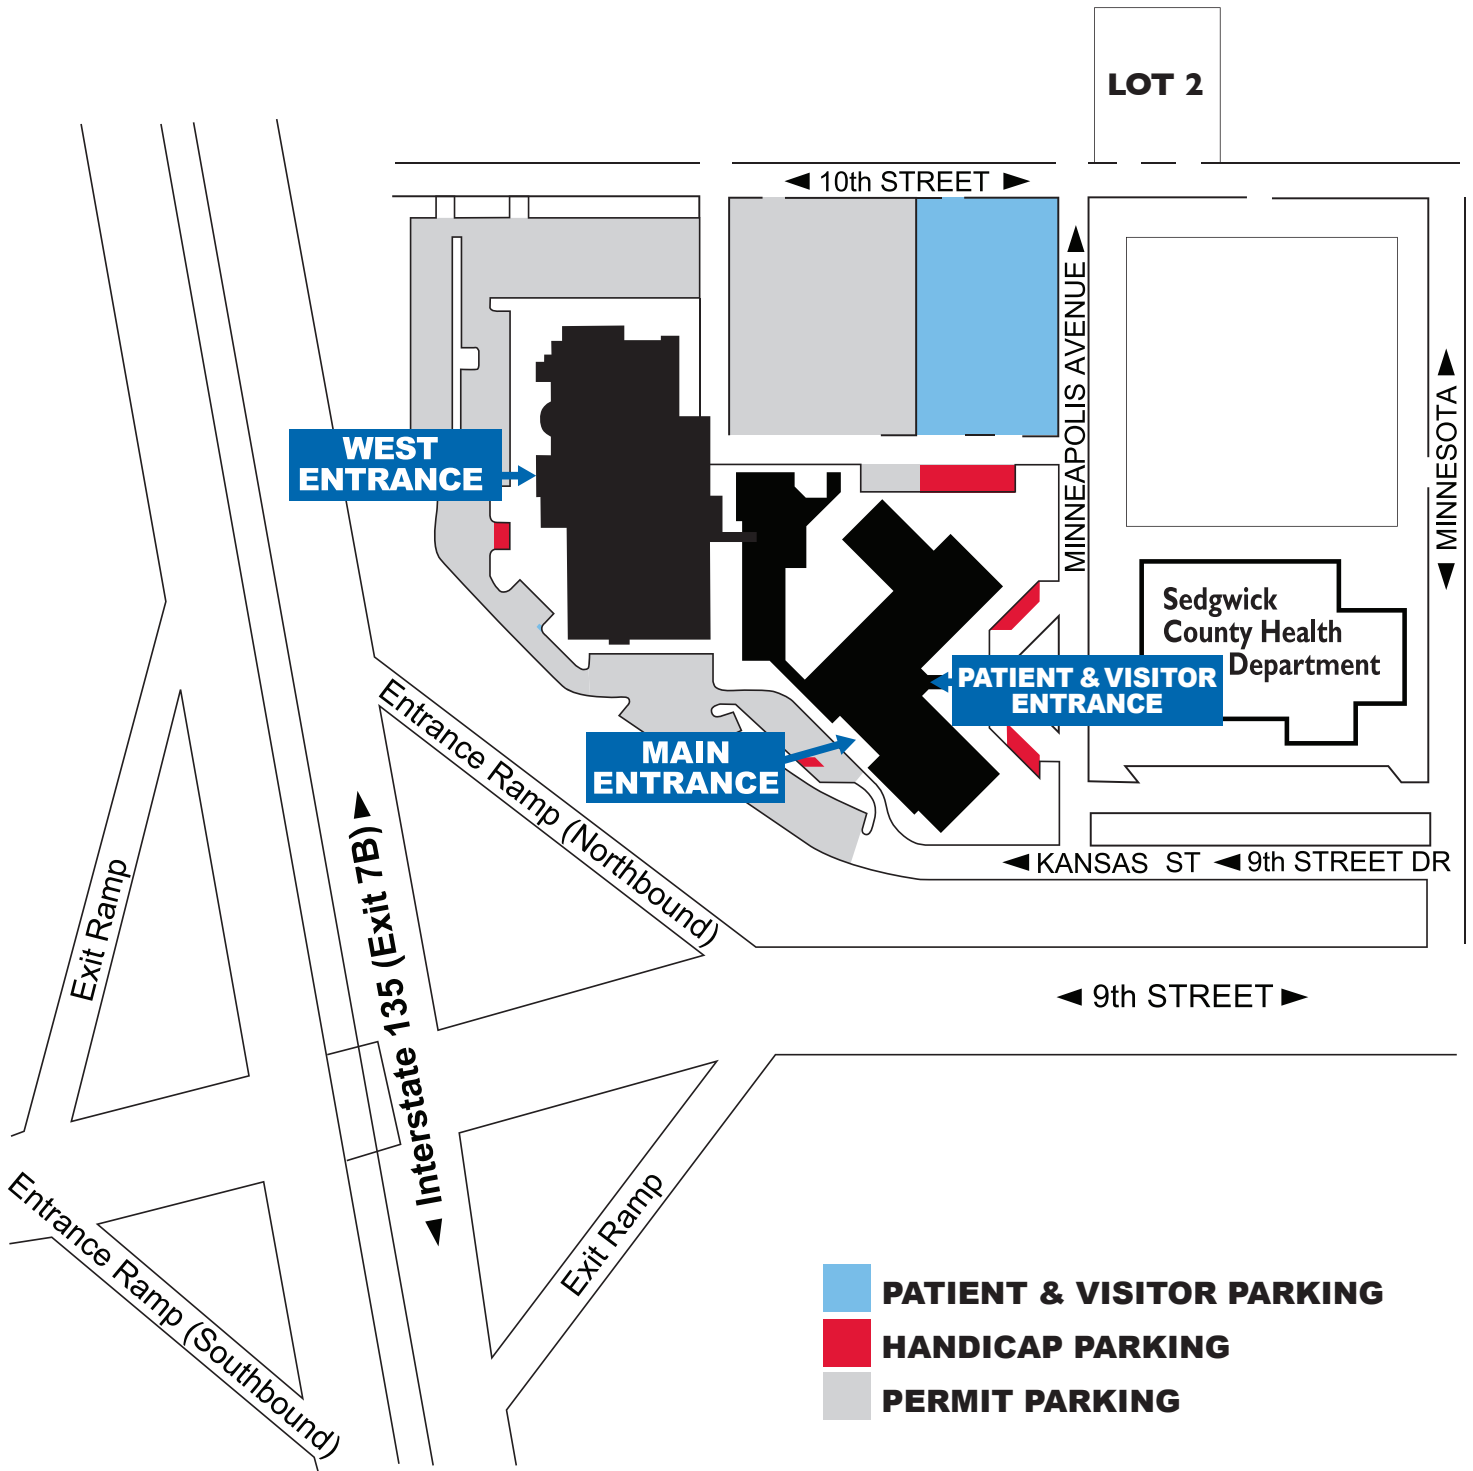 LOT 2
10th STREET
MINNEAPOLIS AVENUE
MINNESOTA
WEST
ENTRANCE
Sedgwick
County Health
Department
PATIENT & VISITOR
ENTRANCE
MAIN
ENTRANCE
KANSAS ST
9th STREET DR
9th STREET
Entrance Ramp (Northbound)
Interstate 135 (Exit 7B)
Exit Ramp
Entrance Ramp (Southbound)
Exit Ramp
PATIENT & VISITOR PARKING
HANDICAP PARKING
PERMIT PARKING